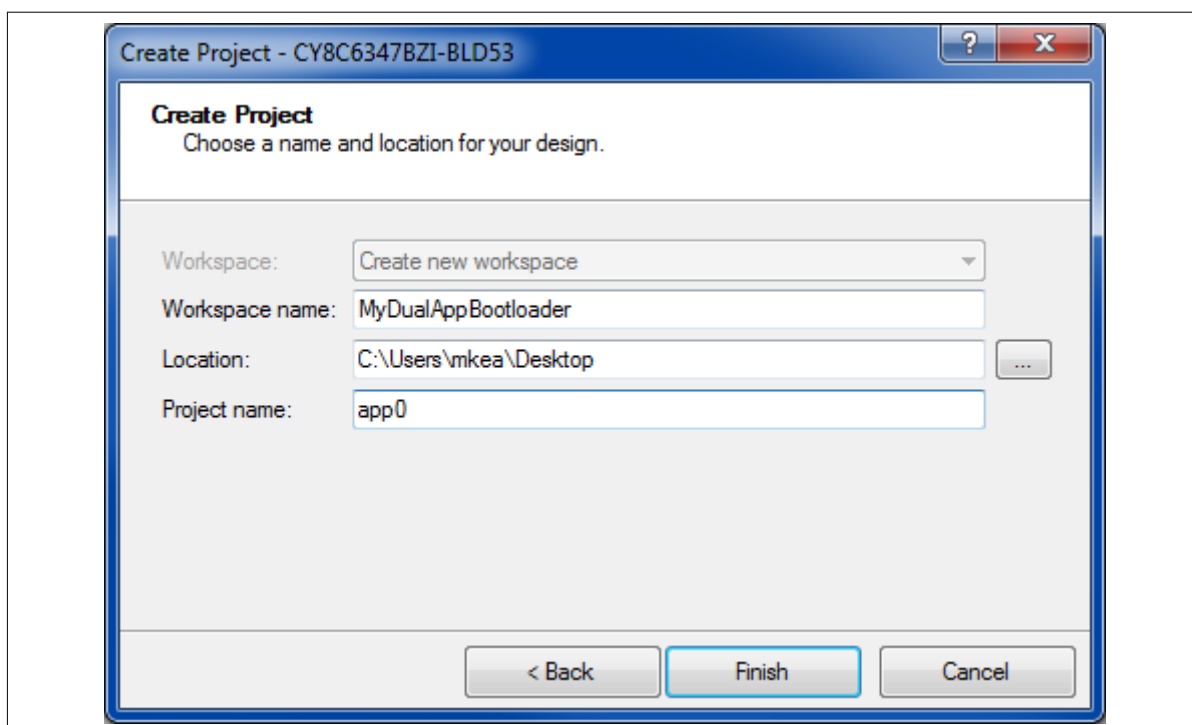 Create Project - CY8C6347BZI-BLD53
?
X
Create Project
Choose a name and location for your design.
Workspace: Create new workspace
Workspace name: MyDualAppBootloader
Location: C:\Users\mkea\Desktop ...
Project name: app0
< Back Finish Cancel